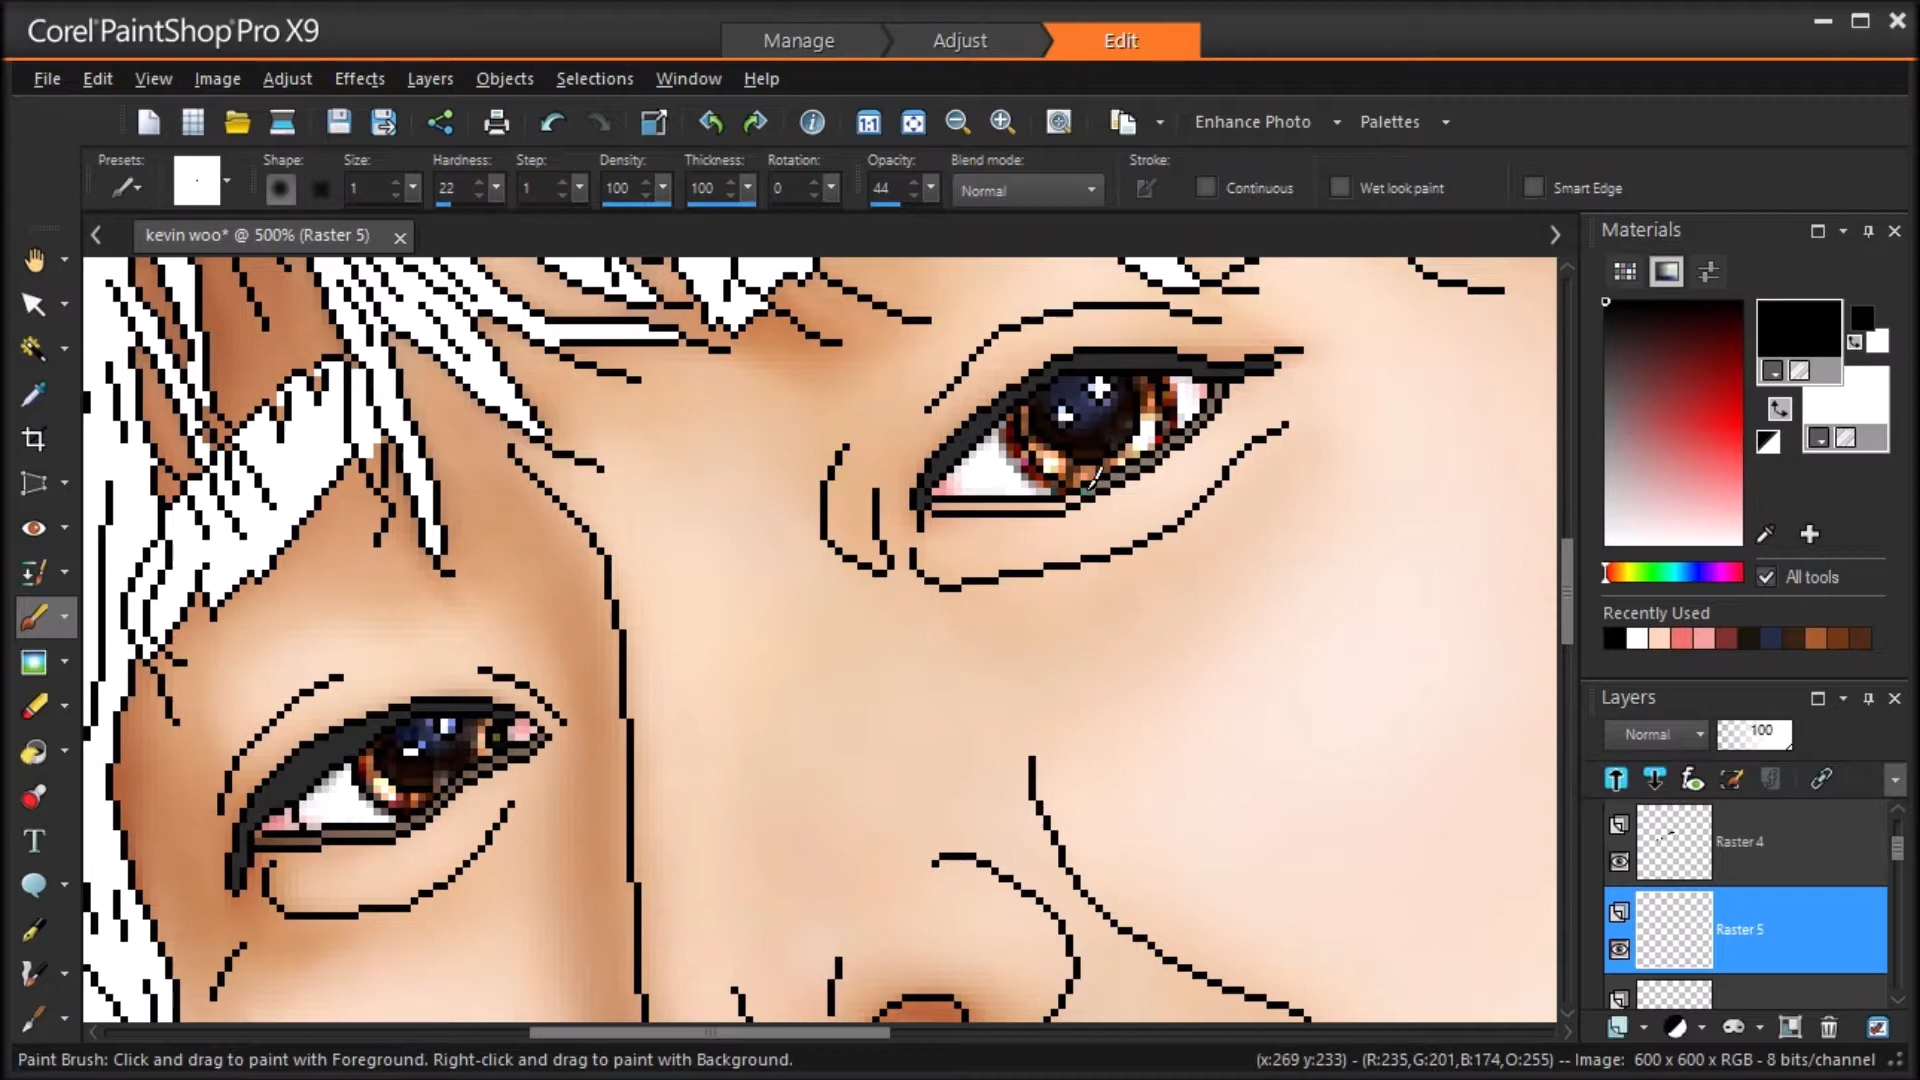 Corel PaintShop Pro X9
Manage Adjust Edit
File Edit View Image Adjust Effects Layers Objects Selections Window Help
1:1 Enhance Photo Palettes
Presets: Shape: Size: Hardness: Step: Density: Thickness: Rotation: Opacity: Blend mode: Stroke:
1 22 1 100 100 0 44 Normal Continuous Wet look paint Smart Edge
kevin woo* @ 500% (Raster 5)
Materials
All tools
Recently Used
Layers
Normal 100
Raster 4
Raster 5
T
Paint Brush: Click and drag to paint with Foreground. Right-click and drag to paint with Background.
(x:269 y:233) - (R:235,G:201,B:174,O:255) -- Image: 600 x 600 x RGB - 8 bits/channel